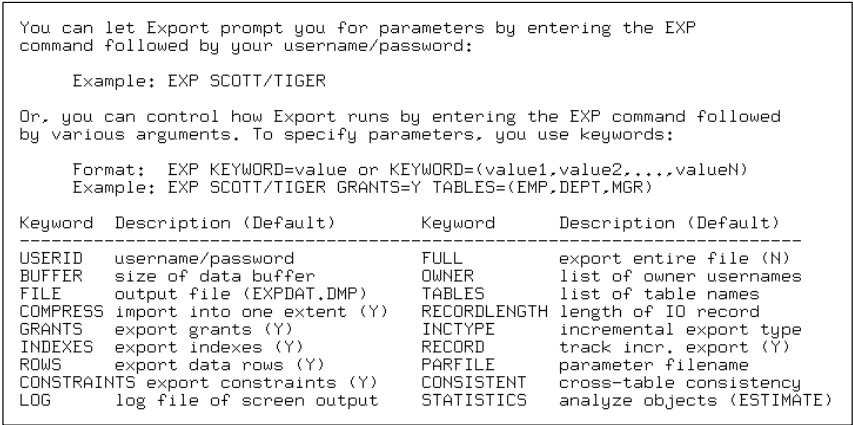 You can let Export prompt you for parameters by entering the EXP
command followed by your username/password:
Example: EXP SCOTT/TIGER
Or, you can control how Export runs by entering the EXP command followed
by various arguments. To specify parameters, you use keywords:
Format: EXP KEYWORD=value or KEYWORD=(value1,value2,...,valueN)
Example: EXP SCOTT/TIGER GRANTS=Y TABLES=(EMP,DEPT,MGR)
Keyword Description (Default) Keyword Description (Default)
--------------------------------------------------------------------------
USERID username/password FULL export entire file (N)
BUFFER size of data buffer OWNER list of owner usernames
FILE output file (EXPDAT.DMP) TABLES list of table names
COMPRESS import into one extent (Y) RECORDLENGTH length of IO record
GRANTS export grants (Y) INCTYPE incremental export type
INDEXES export indexes (Y) RECORD track incr. export (Y)
ROWS export data rows (Y) PARFILE parameter filename
CONSTRAINTS export constraints (Y) CONSISTENT cross-table consistency
LOG log file of screen output STATISTICS analyze objects (ESTIMATE)